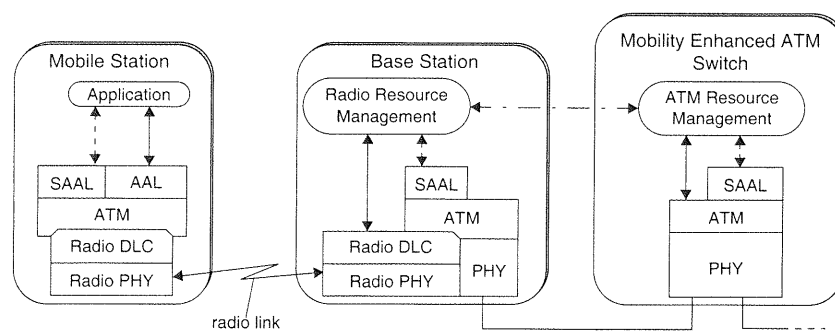 Mobile Station
Application
SAAL
AAL
ATM
Radio DLC
Radio PHY
radio link
Base Station
Radio Resource
Management
SAAL
ATM
Radio DLC
Radio PHY
PHY
Mobility Enhanced ATM
Switch
ATM Resource
Management
SAAL
ATM
PHY